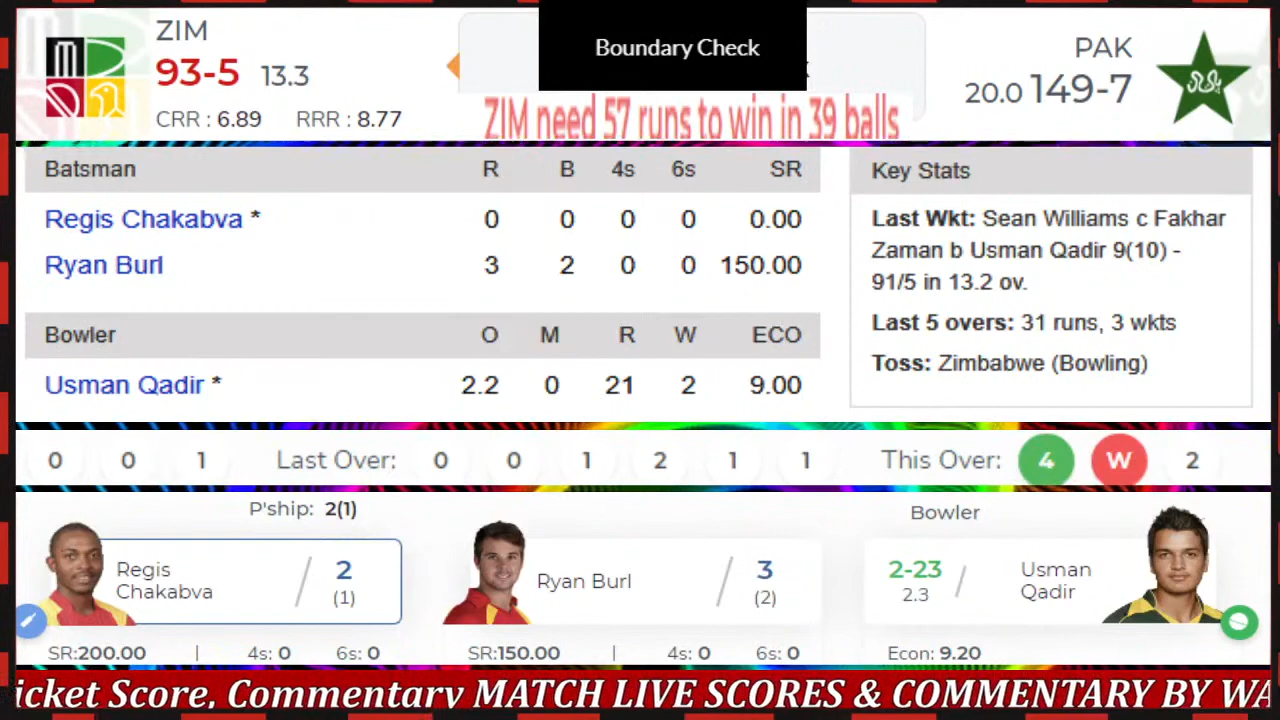 ZIM
93-5 13.3
CRR : 6.89 RRR : 8.77
Boundary Check
ZIM need 57 runs to win in 39 balls
PAK
20.0 149-7
Batsman R B 4s 6s SR
Regis Chakabva * 0 0 0 0 0.00
Ryan Burl 3 2 0 0 150.00
Bowler O M R W ECO
Usman Qadir * 2.2 0 21 2 9.00
Key Stats
Last Wkt: Sean Williams c Fakhar
Zaman b Usman Qadir 9(10) -
91/5 in 13.2 ov.
Last 5 overs: 31 runs, 3 wkts
Toss: Zimbabwe (Bowling)
0 0 1 Last Over: 0 0 1 2 1 1 This Over: 4 W 2
P'ship: 2(1)
Regis
Chakabva
2
(1)
SR:200.00 | 4s: 0 6s: 0
Ryan Burl
3
(2)
SR:150.00 | 4s: 0 6s: 0
Bowler
2-23
2.3
Usman
Qadir
Econ: 9.20
icket Score, Commentary MATCH LIVE SCORES & COMMENTARY BY WA